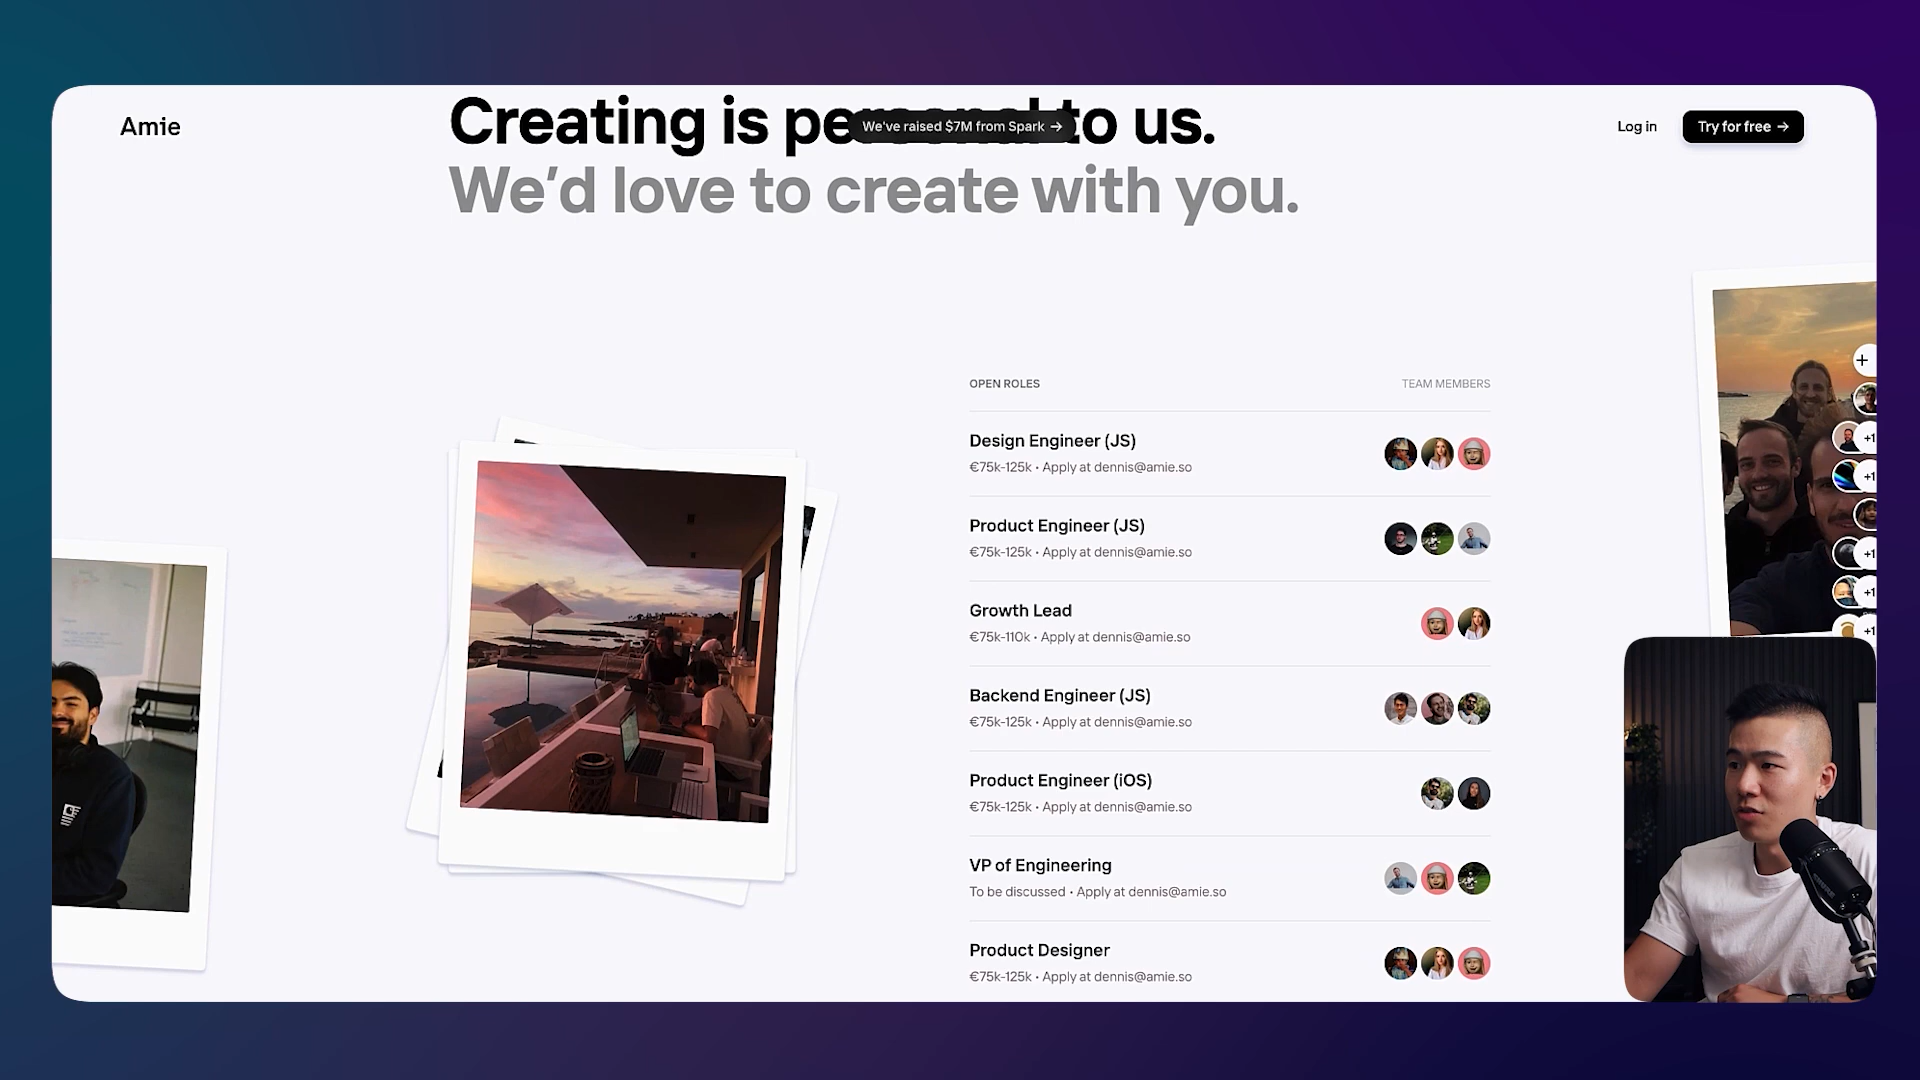 Amie
Creating is pe to us.
We've raised $7M from Spark →
Log in
Try for free →
We'd love to create with you.
OPEN ROLES
TEAM MEMBERS
Design Engineer (JS)
€75k-125k • Apply at dennis@amie.so
Product Engineer (JS)
€75k-125k • Apply at dennis@amie.so
Growth Lead
€75k-110k • Apply at dennis@amie.so
Backend Engineer (JS)
€75k-125k • Apply at dennis@amie.so
Product Engineer (iOS)
€75k-125k • Apply at dennis@amie.so
VP of Engineering
To be discussed • Apply at dennis@amie.so
Product Designer
€75k-125k • Apply at dennis@amie.so
+
+1
+1
+1
+1
+1